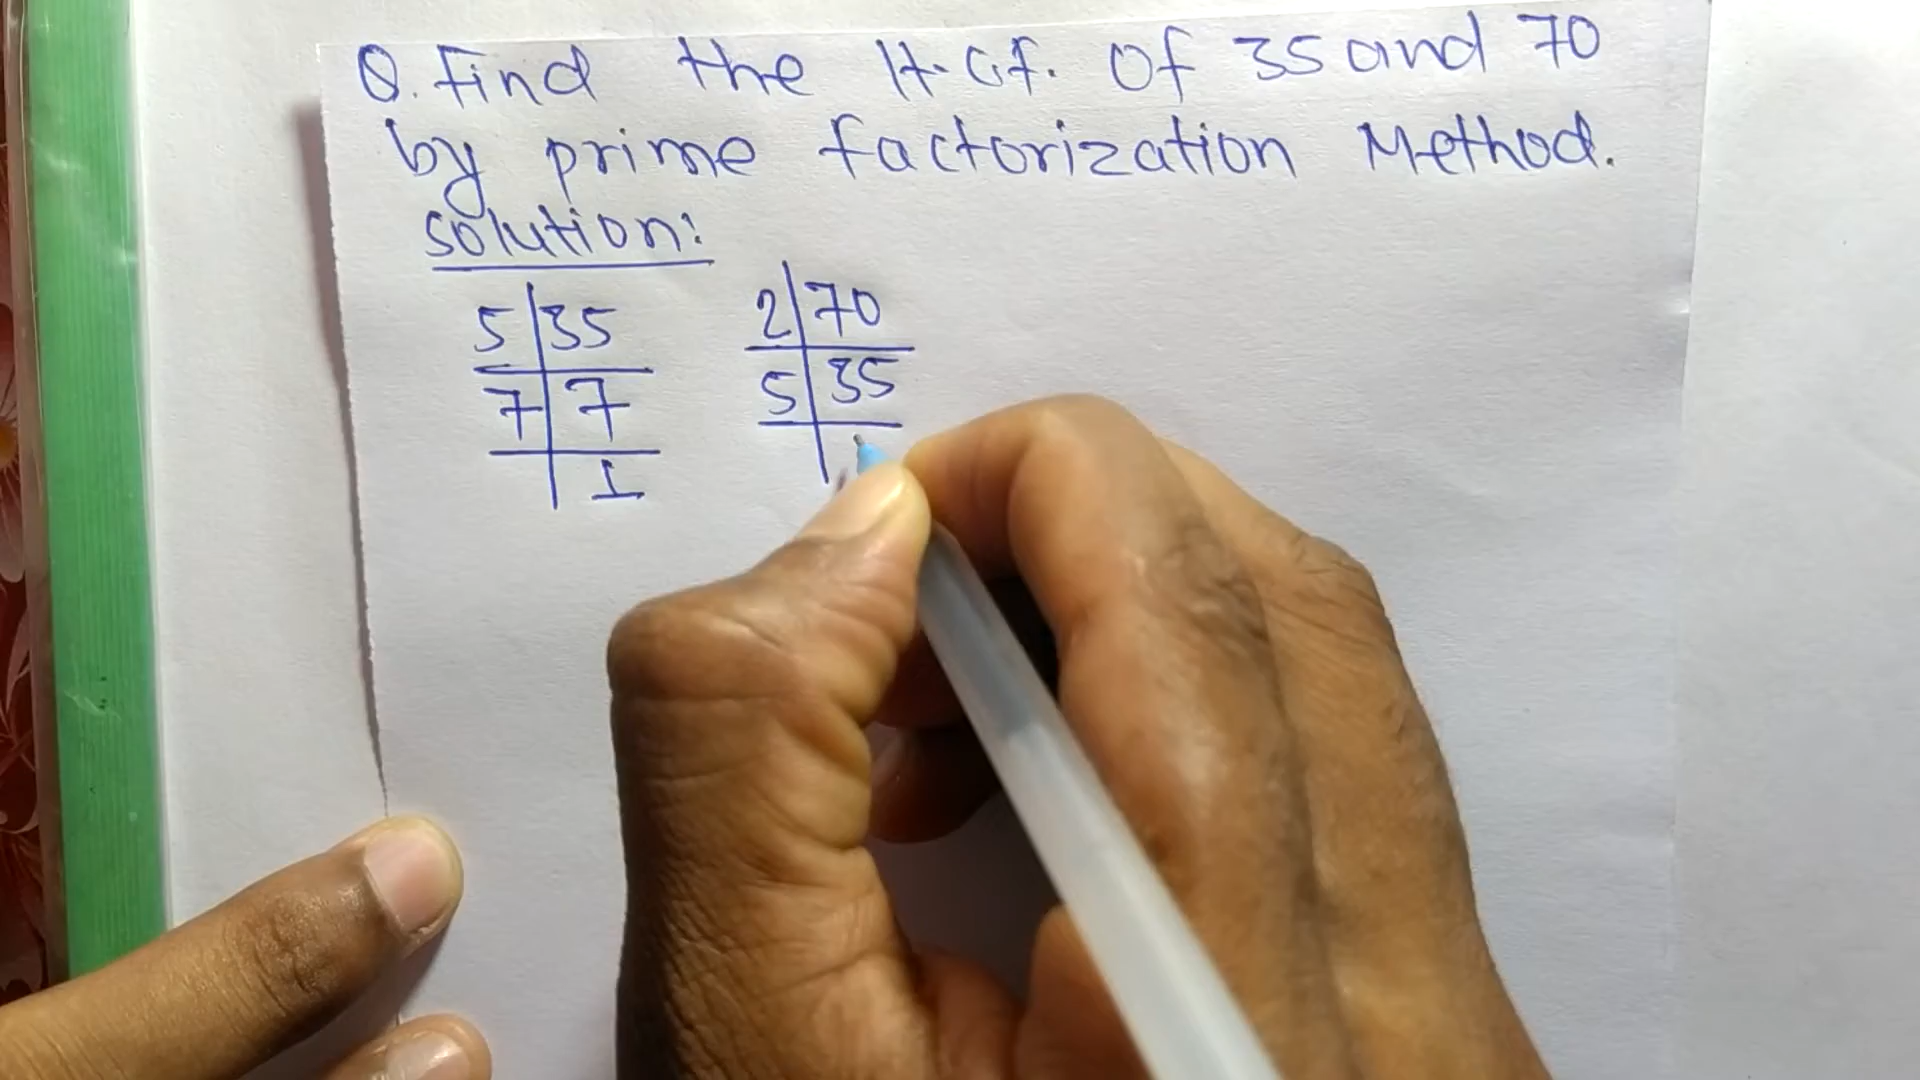 Q. Find the H.C.F. Of 35 and 70
by prime factorization Method.
Solution:
5 35 2 70
7 7 5 35
1